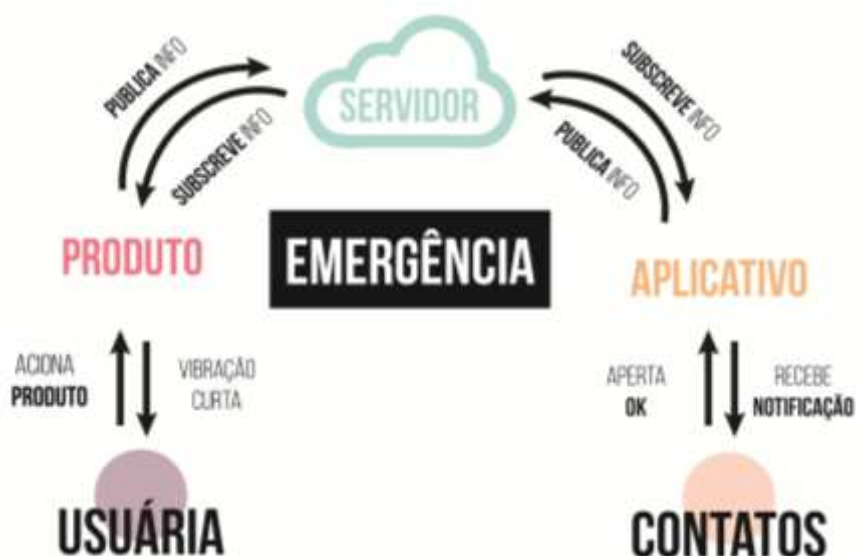 PUBLICA INFO
SUBSCREVE INFO
SERVIDOR
SUBSCREVE INFO
PUBLICA INFO
PRODUTO
EMERGÊNCIA
APLICATIVO
ACIONA
PRODUTO
VIBRAÇÃO
CURTA
APERTA
OK
RECEBE
NOTIFICAÇÃO
USUÁRIA
CONTATOS